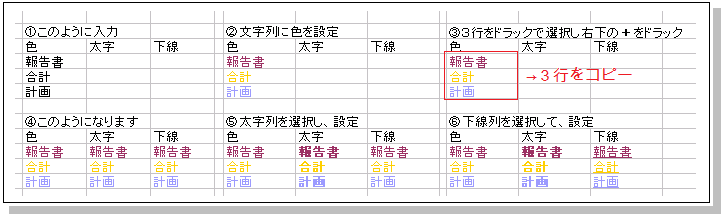 ①このように入力
色 太字 下線
報告書
合計
計画
②文字列に色を設定
色 太字 下線
報告書
合計
計画
③3行をドラックで選択し右下の＋をドラック
色 太字 下線
報告書
合計 →３行をコピー
計画
④このようになります
色 太字 下線
報告書 報告書 報告書
合計 合計 合計
計画 計画 計画
⑤太字列を選択し、設定
色 太字 下線
報告書 報告書 報告書
合計 合計 合計
計画 計画 計画
⑥下線列を選択して、設定
色 太字 下線
報告書 報告書 報告書
合計 合計 合計
計画 計画 計画